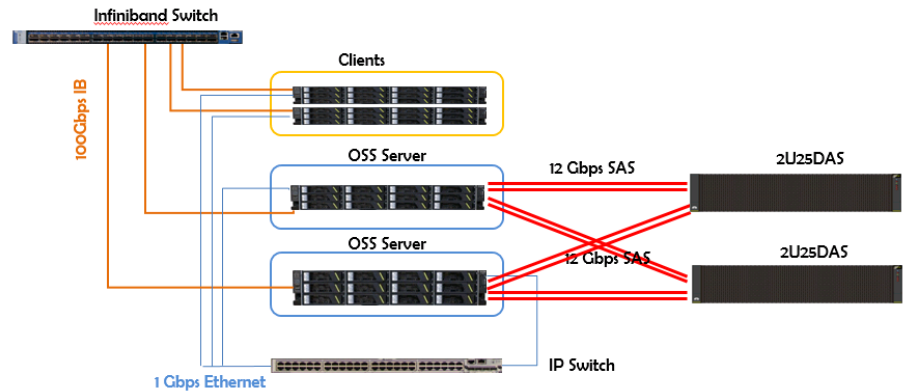 Infiniband Switch
Clients
100Gbps IB
OSS Server
12 Gbps SAS
2U25DAS
OSS Server
12 Gbps SAS
2U25DAS
IP Switch
1 Gbps Ethernet